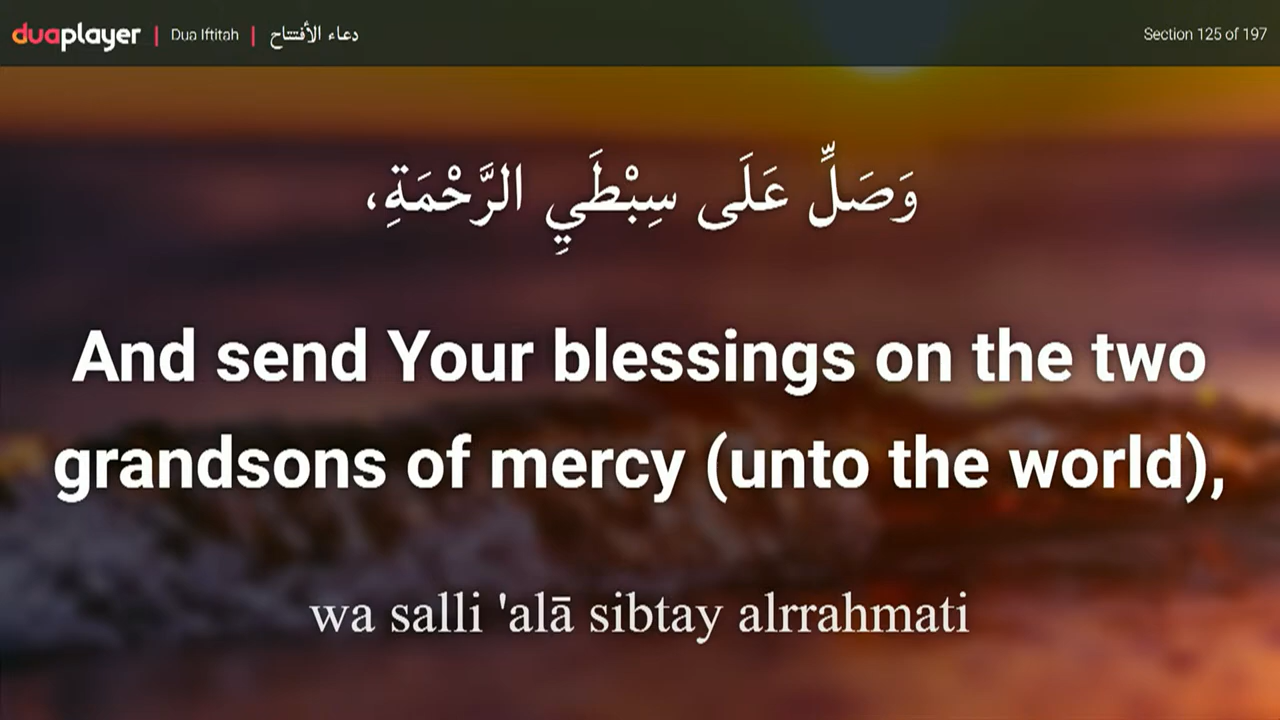 duaplayer | Dua Iftitah | دعاء الأفتتاح Section 125 of 197
وَصَلِّ عَلَى سِبْطَيِ الرَّحْمَةِ،
And send Your blessings on the two
grandsons of mercy (unto the world),
wa salli 'alā sibtay alrrahmati